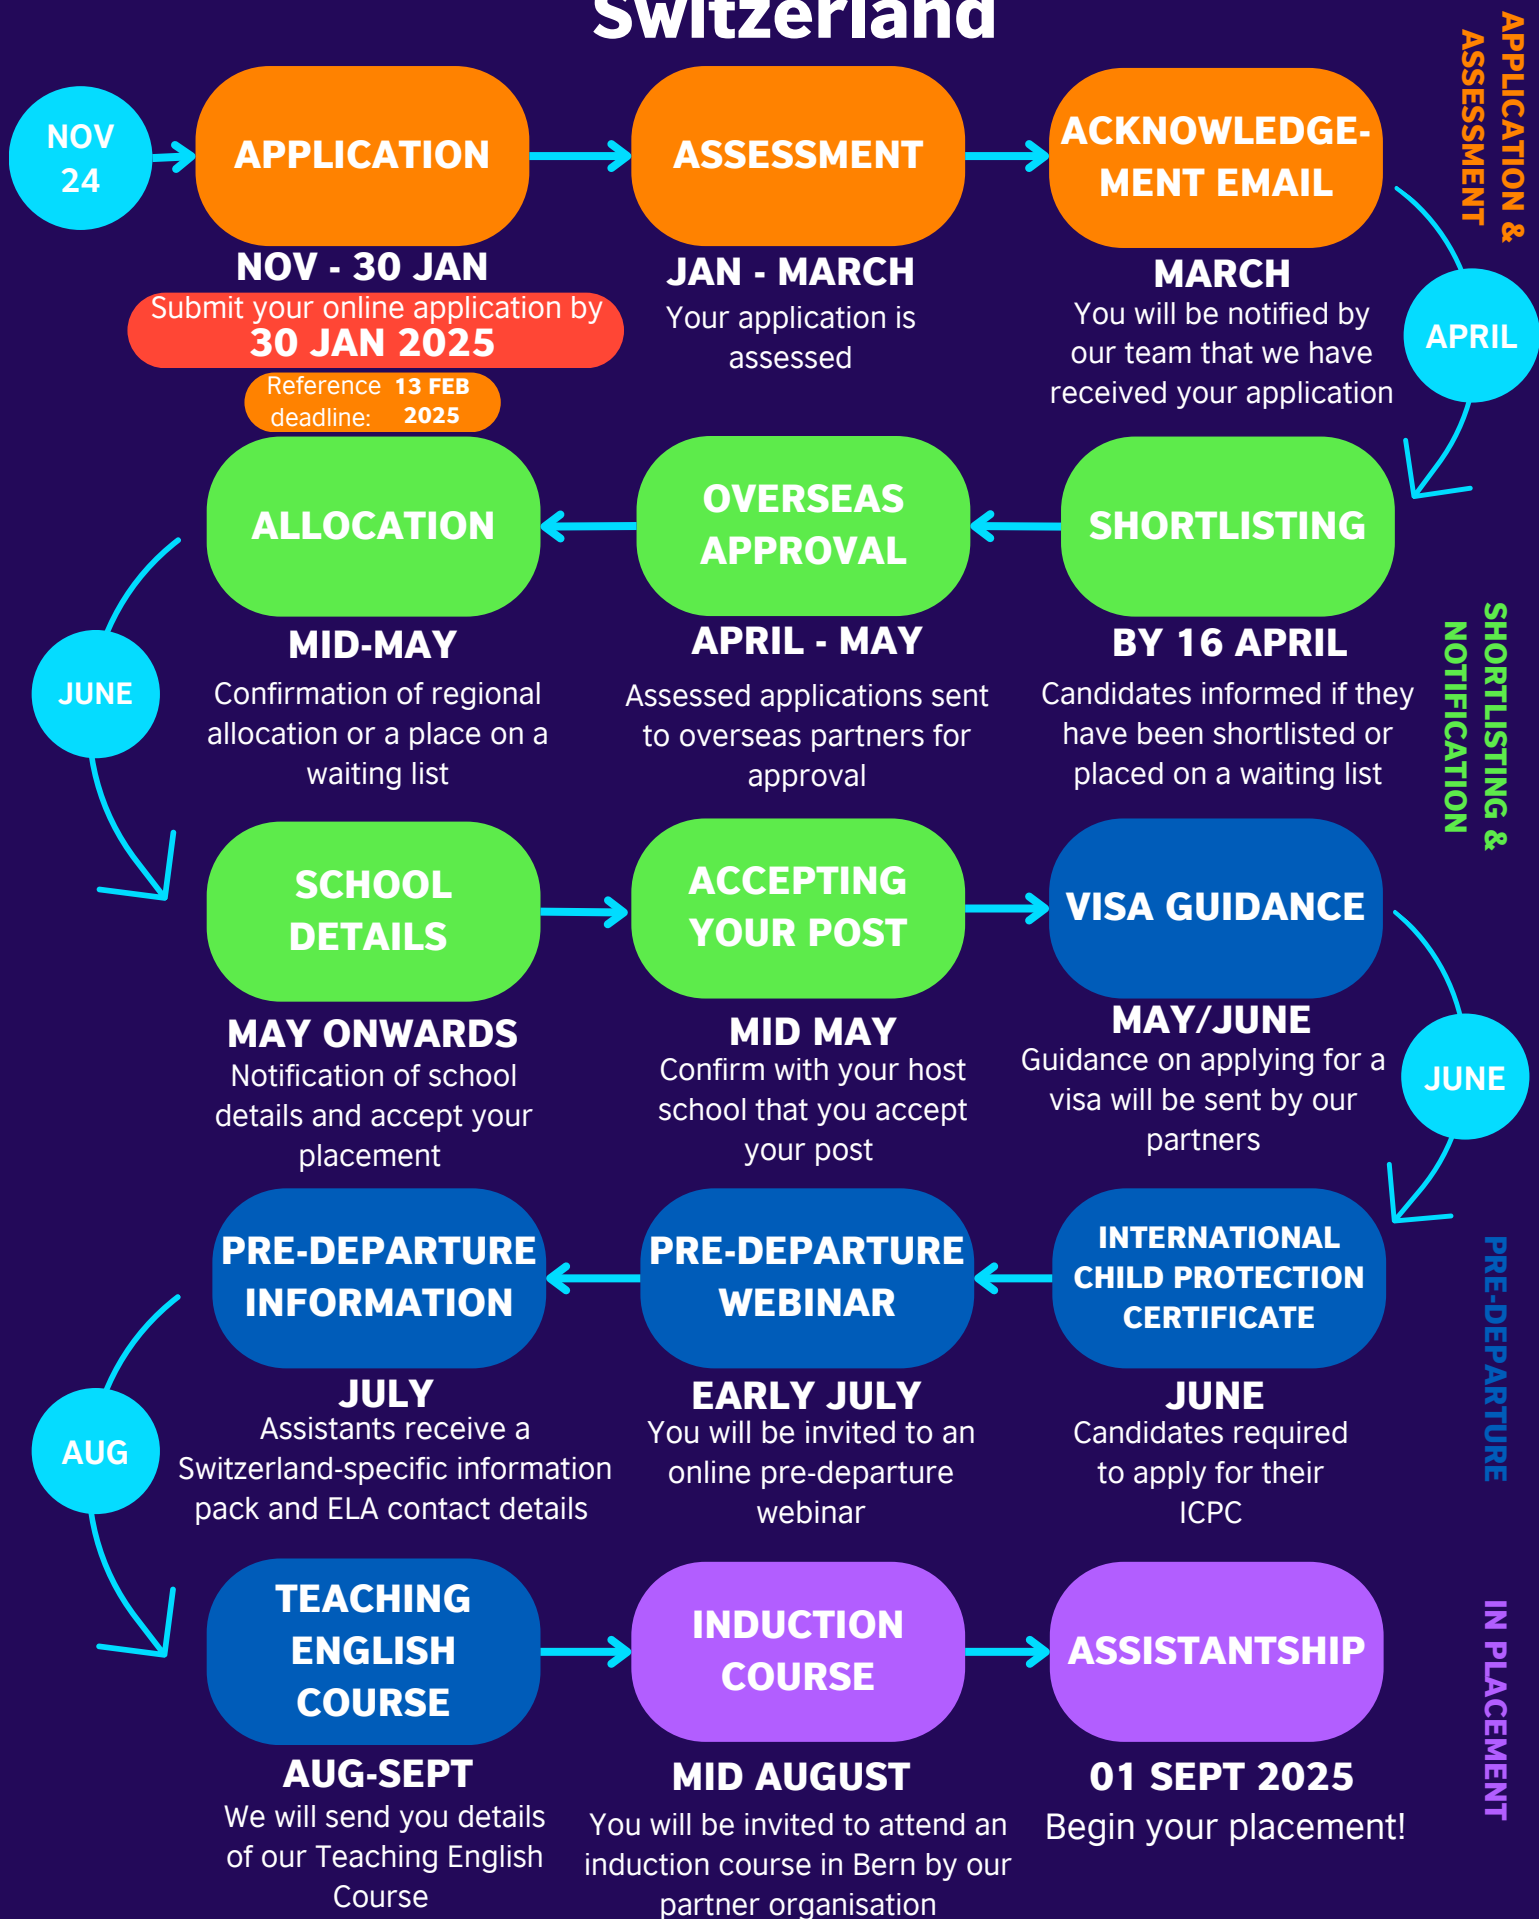 Switzerland
APPLICATION &
ASSESSMENT
NOV
24
APPLICATION
NOV - 30 JAN
Submit your online application by
30 JAN 2025
Reference 13 FEB
deadline: 2025
ASSESSMENT
JAN - MARCH
Your application is
assessed
ACKNOWLEDGE-
MENT EMAIL
MARCH
You will be notified by
our team that we have
received your application
APRIL
SHORTLISTING &
NOTIFICATION
SHORTLISTING
BY 16 APRIL
Candidates informed if they
have been shortlisted or
placed on a waiting list
OVERSEAS
APPROVAL
APRIL - MAY
Assessed applications sent
to overseas partners for
approval
ALLOCATION
MID-MAY
Confirmation of regional
allocation or a place on a
waiting list
JUNE
SCHOOL
DETAILS
MAY ONWARDS
Notification of school
details and accept your
placement
ACCEPTING
YOUR POST
MID MAY
Confirm with your host
school that you accept
your post
VISA GUIDANCE
MAY/JUNE
Guidance on applying for a
visa will be sent by our
partners
JUNE
PRE-DEPARTURE
INTERNATIONAL
CHILD PROTECTION
CERTIFICATE
JUNE
Candidates required
to apply for their
ICPC
PRE-DEPARTURE
WEBINAR
EARLY JULY
You will be invited to an
online pre-departure
webinar
PRE-DEPARTURE
INFORMATION
JULY
Assistants receive a
Switzerland-specific information
pack and ELA contact details
AUG
TEACHING
ENGLISH
COURSE
AUG-SEPT
We will send you details
of our Teaching English
Course
INDUCTION
COURSE
MID AUGUST
You will be invited to attend an
induction course in Bern by our
partner organisation
ASSISTANTSHIP
01 SEPT 2025
Begin your placement!
IN PLACEMENT